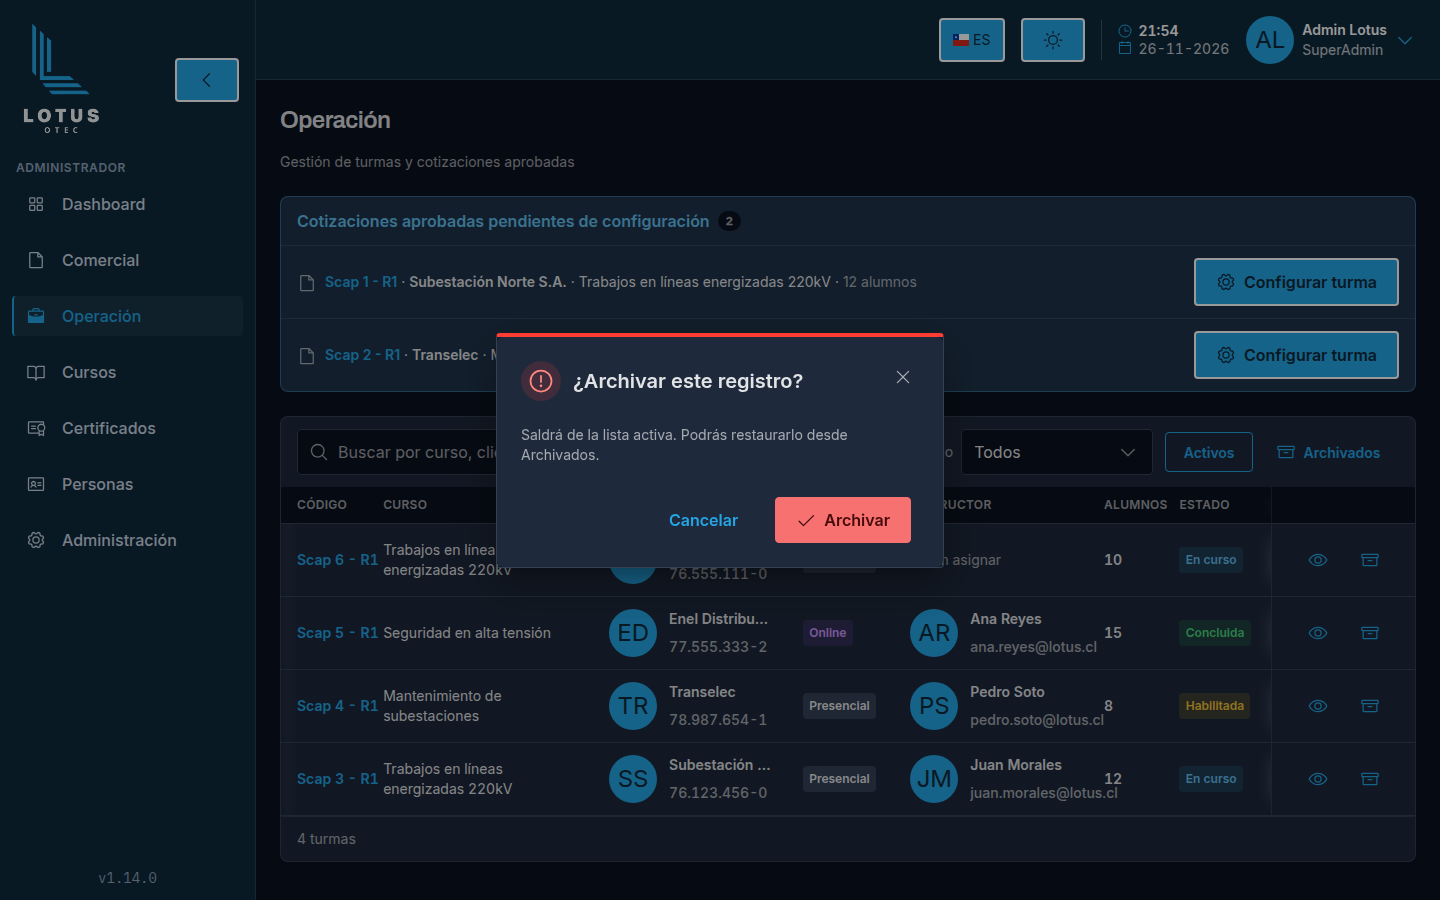 LOTUS
OTEC
ADMINISTRADOR
Dashboard
Comercial
Operación
Cursos
Certificados
Personas
Administración
v1.14.0
ES
21:54
26-11-2026
AL
Admin Lotus
SuperAdmin
Operación
Gestión de turmas y cotizaciones aprobadas
Cotizaciones aprobadas pendientes de configuración 2
Scap 1 - R1 · Subestación Norte S.A. · Trabajos en líneas energizadas 220kV · 12 alumnos
Configurar turma
Scap 2 - R1 · Transelec ·
Configurar turma
¿Archivar este registro?
Saldrá de la lista activa. Podrás restaurarlo desde
Archivados.
Cancelar
Archivar
Buscar por curso,
Todos
Activos
Archivados
CÓDIGO CURSO ALUMNOS ESTADO
Scap 6 - R1 Trabajos en líneas energizadas 220kV 76.555.111-0 asignar 10 En curso
Scap 5 - R1 Seguridad en alta tensión ED Enel Distribu... 77.555.333-2 Online AR Ana Reyes ana.reyes@lotus.cl 15 Concluida
Scap 4 - R1 Mantenimiento de subestaciones TR Transelec 78.987.654-1 Presencial PS Pedro Soto pedro.soto@lotus.cl 8 Habilitada
Scap 3 - R1 Trabajos en líneas energizadas 220kV SS Subestación ... 76.123.456-0 Presencial JM Juan Morales juan.morales@lotus.cl 12 En curso
4 turmas